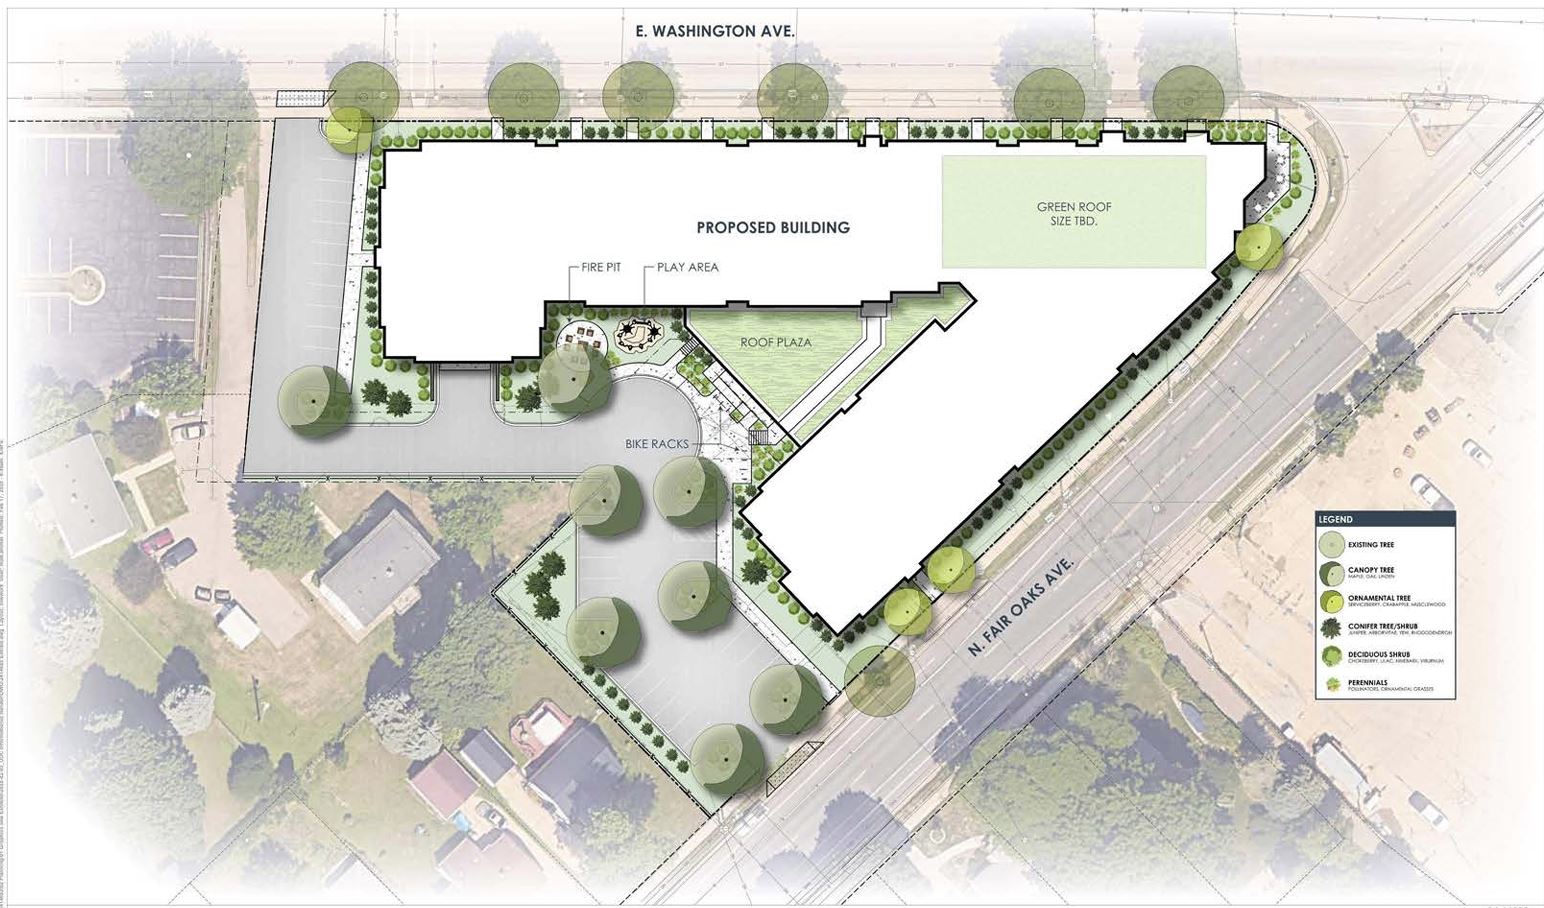 E. WASHINGTON AVE.
GREEN ROOF
SIZE TBD.
PROPOSED BUILDING
FIRE PIT
PLAY AREA
ROOF PLAZA
BIKE RACKS
N. FAIR OAKS AVE.
LEGEND
EXISTING TREE
CANOPY TREE
MAPLE, OAK, LINDEN
ORNAMENTAL TREE
SERVICEBERRY, CRABAPPLE, MUSCLEWOOD
CONIFER TREE/SHRUB
JUNIPER, ARBORVITAE, YEW, RHODODENDRON
DECIDUOUS SHRUB
CHOKEBERRY, LILAC, NINEBARK, VIBURNUM
PERENNIALS
POLLINATORS, ORNAMENTAL GRASSES